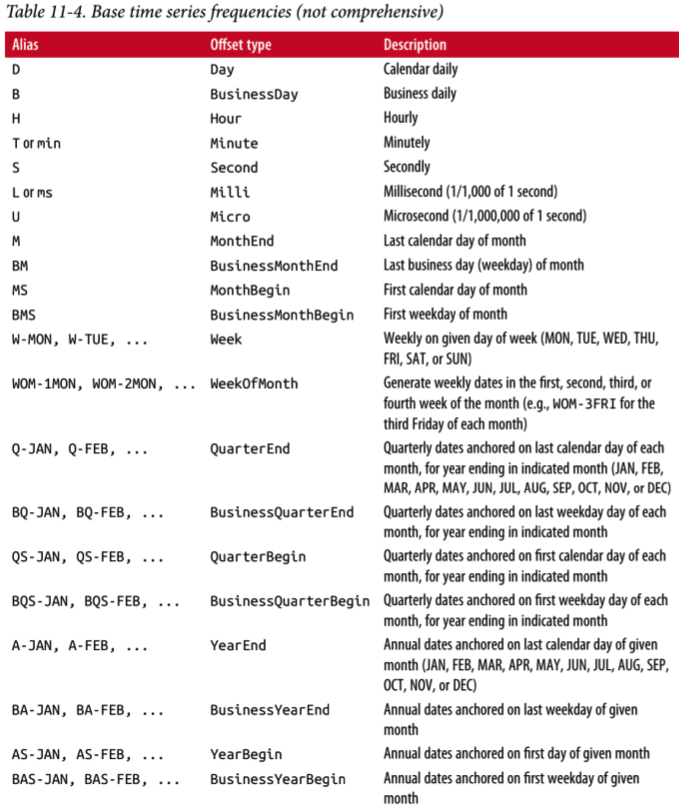 Table 11-4. Base time series frequencies (not comprehensive)
Alias Offset type Description
D Day Calendar daily
B BusinessDay Business daily
H Hour Hourly
T or min Minute Minutely
S Second Secondly
L or ms Milli Millisecond (1/1,000 of 1 second)
U Micro Microsecond (1/1,000,000 of 1 second)
M MonthEnd Last calendar day of month
BM BusinessMonthEnd Last business day (weekday) of month
MS MonthBegin First calendar day of month
BMS BusinessMonthBegin First weekday of month
W-MON, W-TUE, ... Week Weekly on given day of week (MON, TUE, WED, THU,
FRI, SAT, or SUN)
WOM-1MON, WOM-2MON, ... WeekOfMonth Generate weekly dates in the first, second, third, or
fourth week of the month (e.g., WOM-3FRI for the
third Friday of each month)
Q-JAN, Q-FEB, ... QuarterEnd Quarterly dates anchored on last calendar day of each
month, for year ending in indicated month (JAN, FEB,
MAR, APR, MAY, JUN, JUL, AUG, SEP, OCT, NOV, or DEC)
BQ-JAN, BQ-FEB, ... BusinessQuarterEnd Quarterly dates anchored on last weekday day of each
month, for year ending in indicated month
QS-JAN, QS-FEB, ... QuarterBegin Quarterly dates anchored on first calendar day of each
month, for year ending in indicated month
BQS-JAN, BQS-FEB, ... BusinessQuarterBegin Quarterly dates anchored on first weekday day of each
month, for year ending in indicated month
A-JAN, A-FEB, ... YearEnd Annual dates anchored on last calendar day of given
month (JAN, FEB, MAR, APR, MAY, JUN, JUL, AUG, SEP,
OCT, NOV, or DEC)
BA-JAN, BA-FEB, ... BusinessYearEnd Annual dates anchored on last weekday of given
month
AS-JAN, AS-FEB, ... YearBegin Annual dates anchored on first day of given month
BAS-JAN, BAS-FEB, ... BusinessYearBegin Annual dates anchored on first weekday of given
month